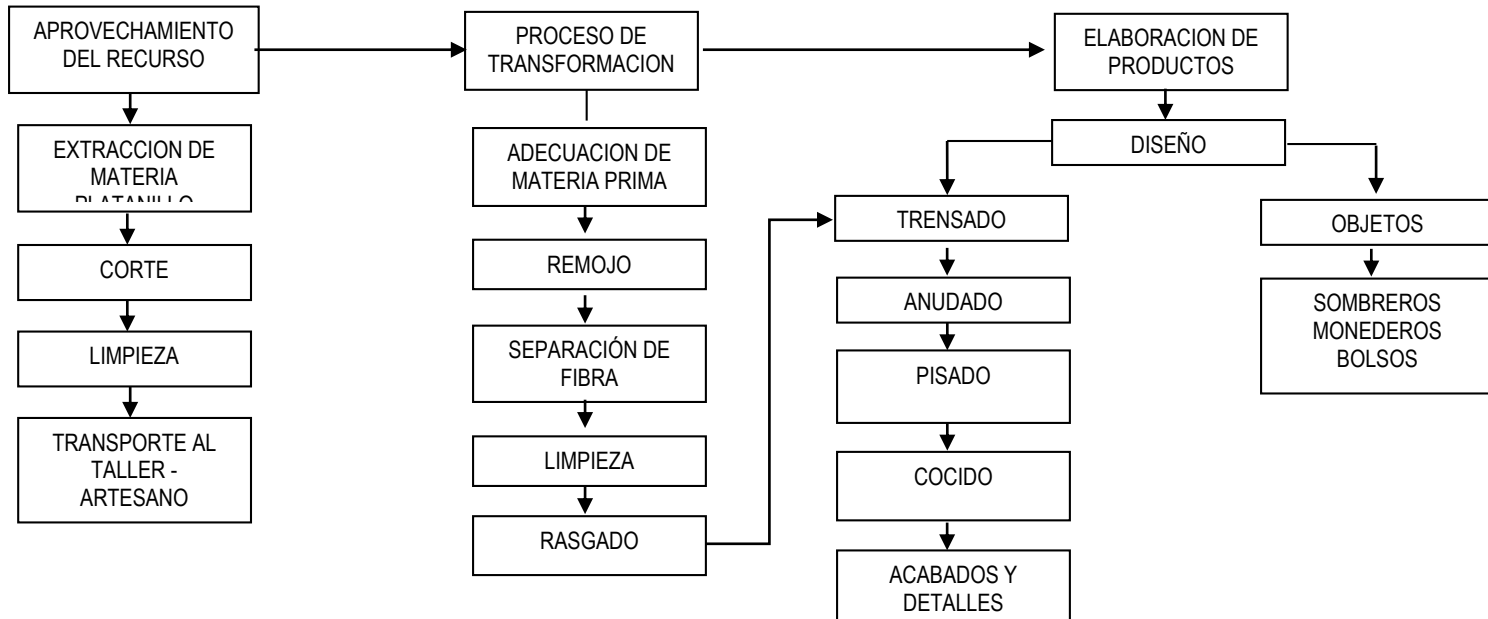 APROVECHAMIENTO
DEL RECURSO
PROCESO DE
TRANSFORMACION
ELABORACION DE
PRODUCTOS
EXTRACCION DE
MATERIA
PLATANILLO
CORTE
LIMPIEZA
TRANSPORTE AL
TALLER -
ARTESANO
ADECUACION DE
MATERIA PRIMA
REMOJO
SEPARACIÓN DE
FIBRA
LIMPIEZA
RASGADO
DISEÑO
TRENSADO
ANUDADO
PISADO
COCIDO
ACABADOS Y
DETALLES
OBJETOS
SOMBREROS
MONEDEROS
BOLSOS